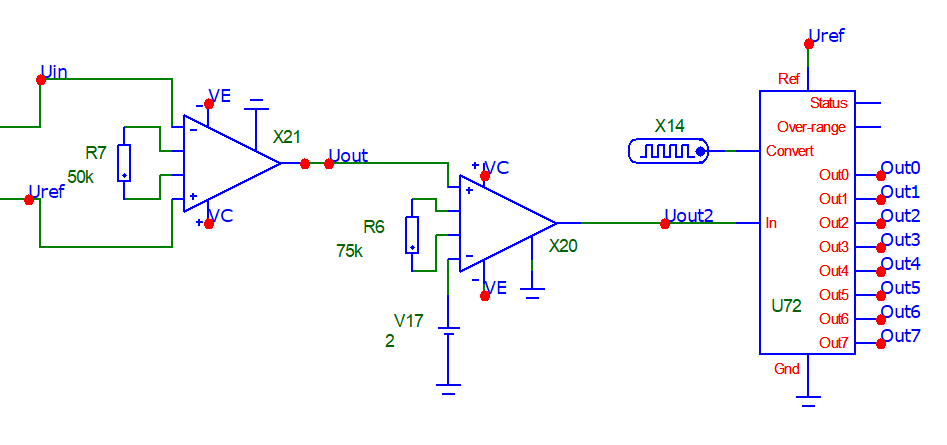 Uref
Uin
Ref
VE
Status
X21
X14
Over-range
R7
Uout
Convert
50k
VC
Out0
Out0
Uref
Out1
Out1
VC
R6
Uout2
In
Out2
Out2
75k
X20
Out3
Out3
Out4
Out4
VE
Out5
Out5
V17
U72
Out6
Out6
2
Out7
Out7
Gnd